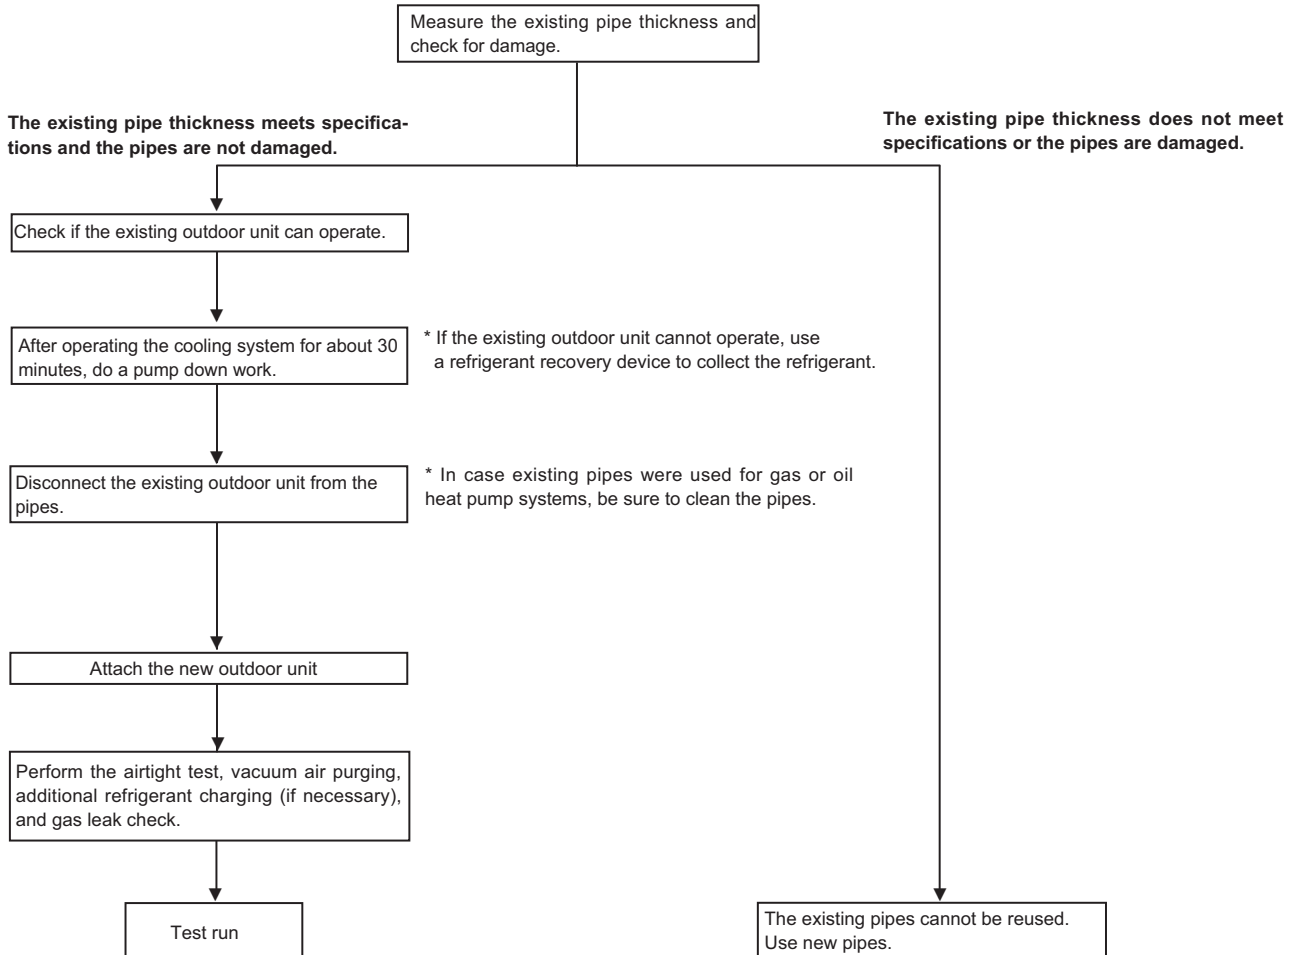 Measure the existing pipe thickness and
check for damage.
The existing pipe thickness meets specifica-
tions and the pipes are not damaged.
The existing pipe thickness does not meet
specifications or the pipes are damaged.
Check if the existing outdoor unit can operate.
After operating the cooling system for about 30
minutes, do a pump down work.
* If the existing outdoor unit cannot operate, use
a refrigerant recovery device to collect the refrigerant.
Disconnect the existing outdoor unit from the
pipes.
* In case existing pipes were used for gas or oil
heat pump systems, be sure to clean the pipes.
Attach the new outdoor unit
Perform the airtight test, vacuum air purging,
additional refrigerant charging (if necessary),
and gas leak check.
Test run
The existing pipes cannot be reused.
Use new pipes.